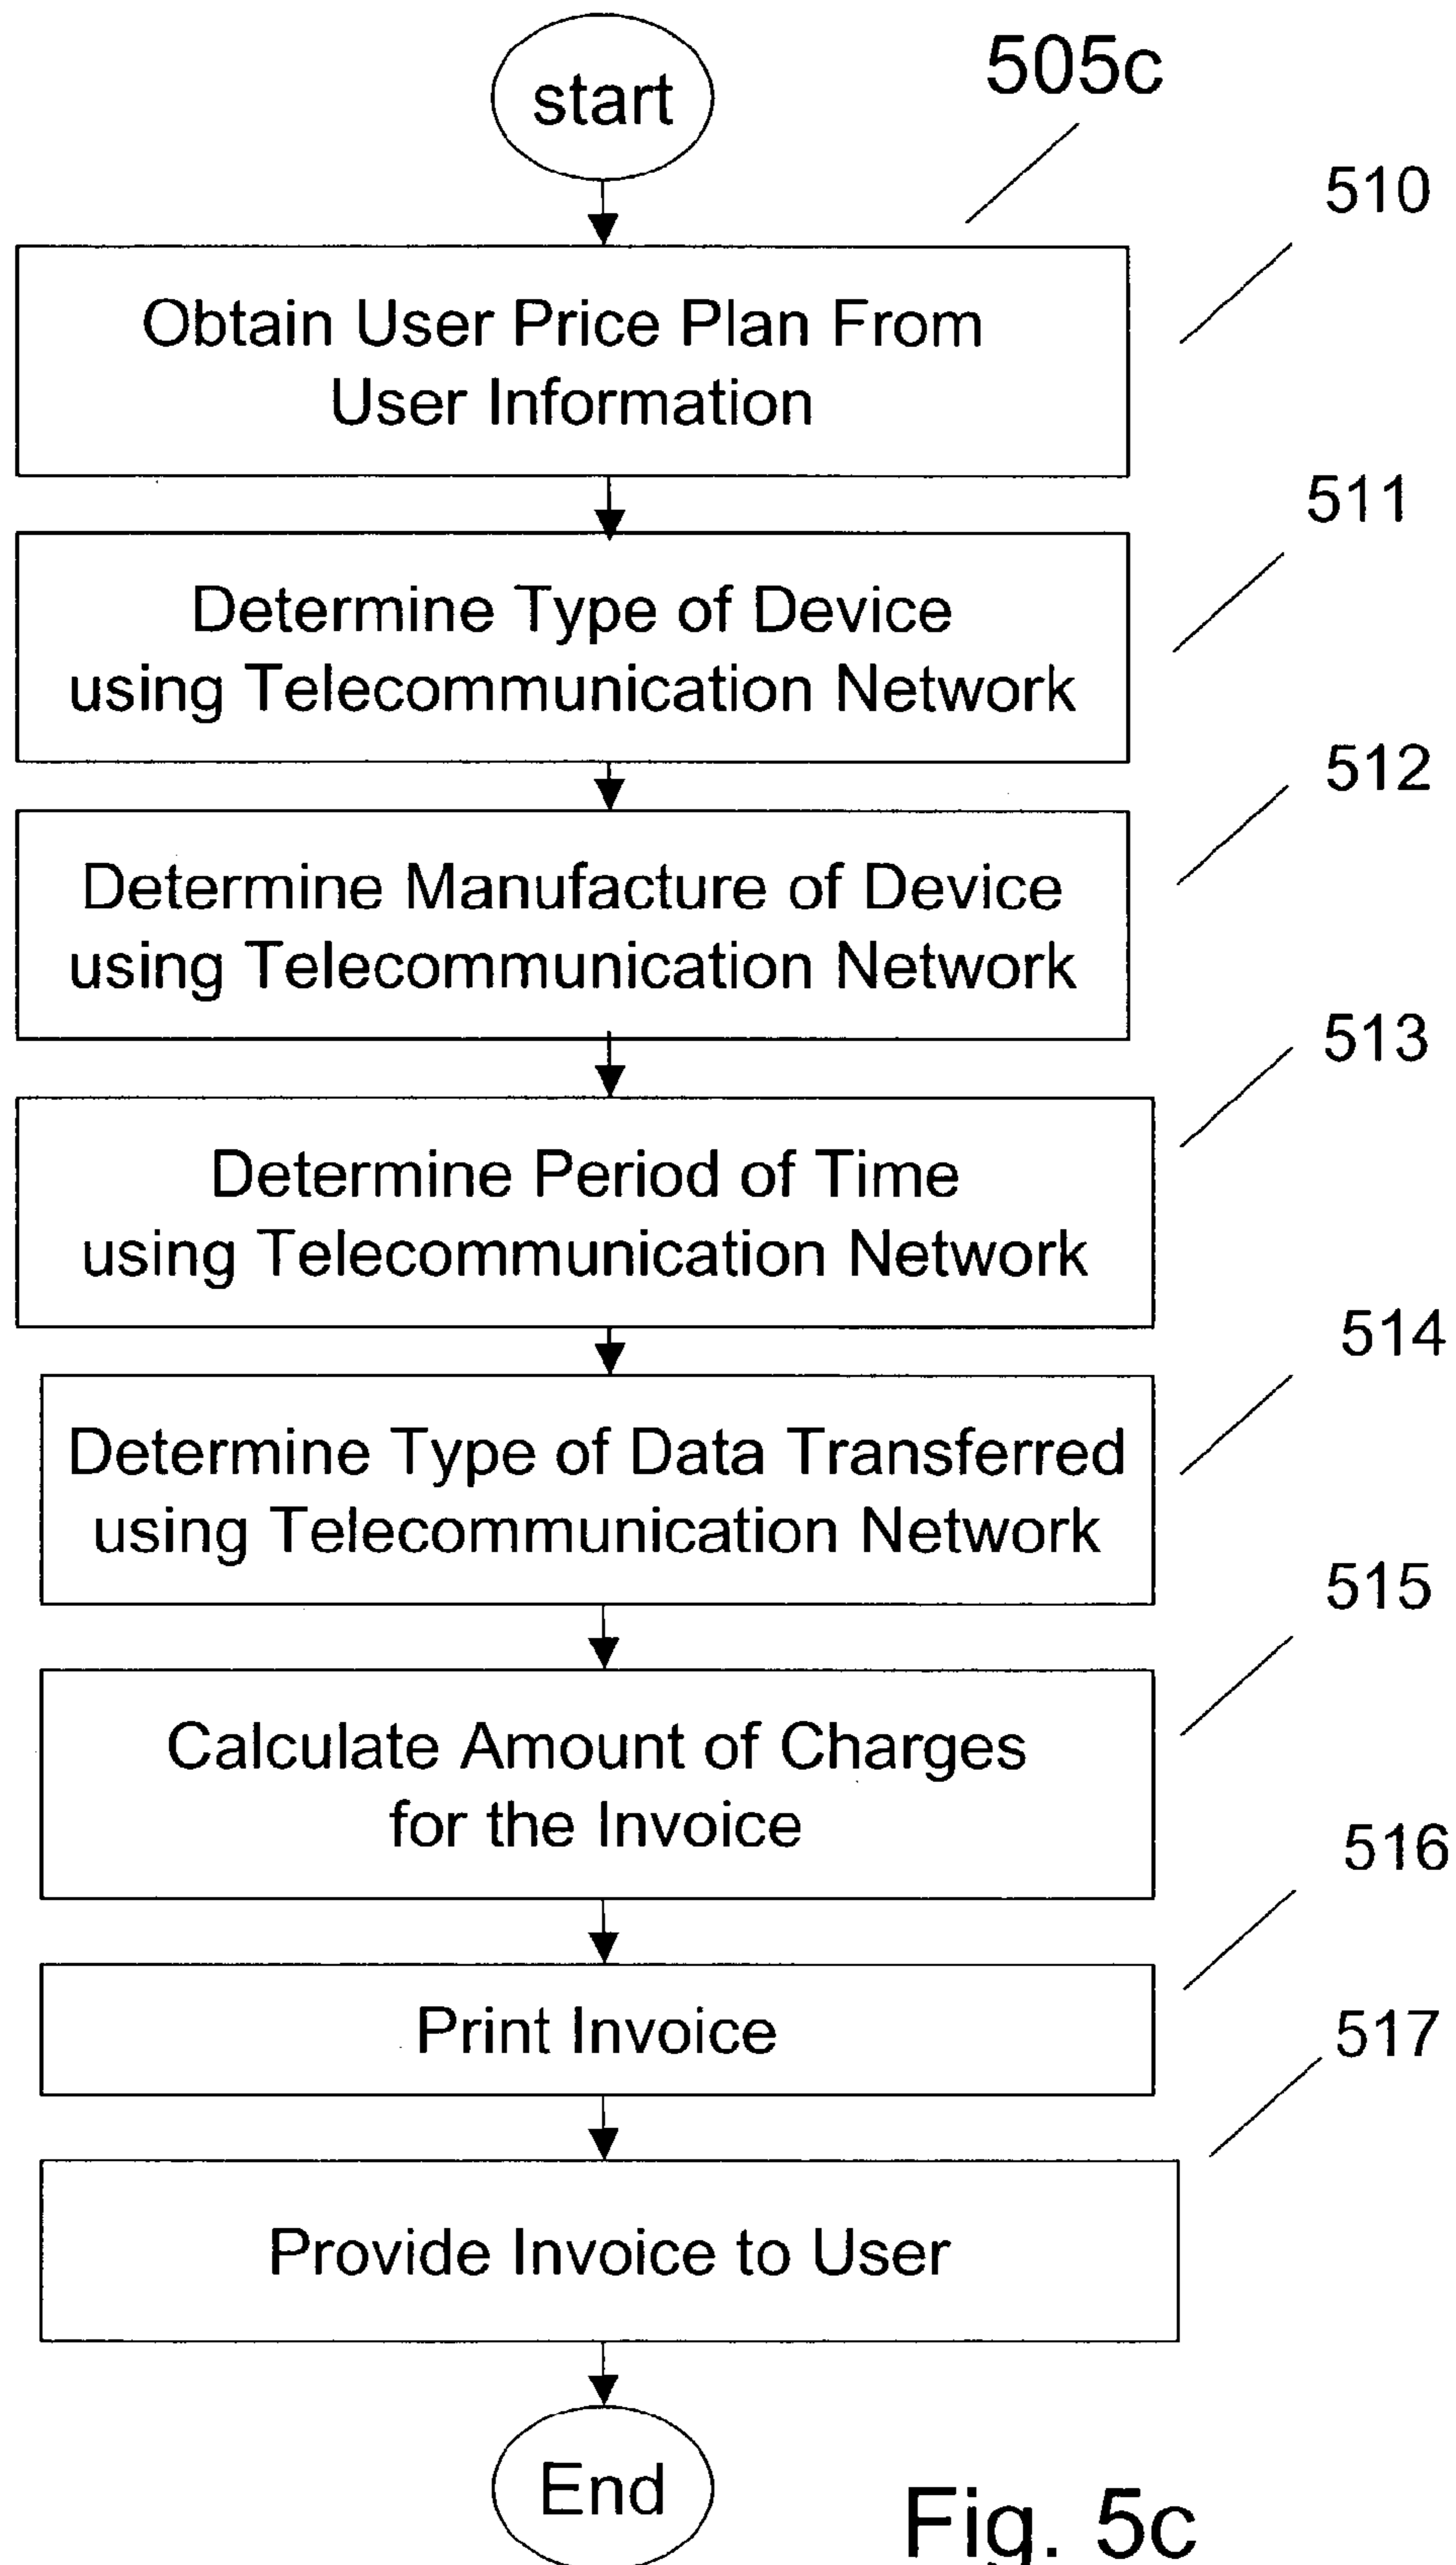 start
505c
510
Obtain User Price Plan From
User Information
511
Determine Type of Device
using Telecommunication Network
512
Determine Manufacture of Device
using Telecommunication Network
513
Determine Period of Time
using Telecommunication Network
514
Determine Type of Data Transferred
using Telecommunication Network
515
Calculate Amount of Charges
for the Invoice
516
Print Invoice
517
Provide Invoice to User
End
Fig. 5c